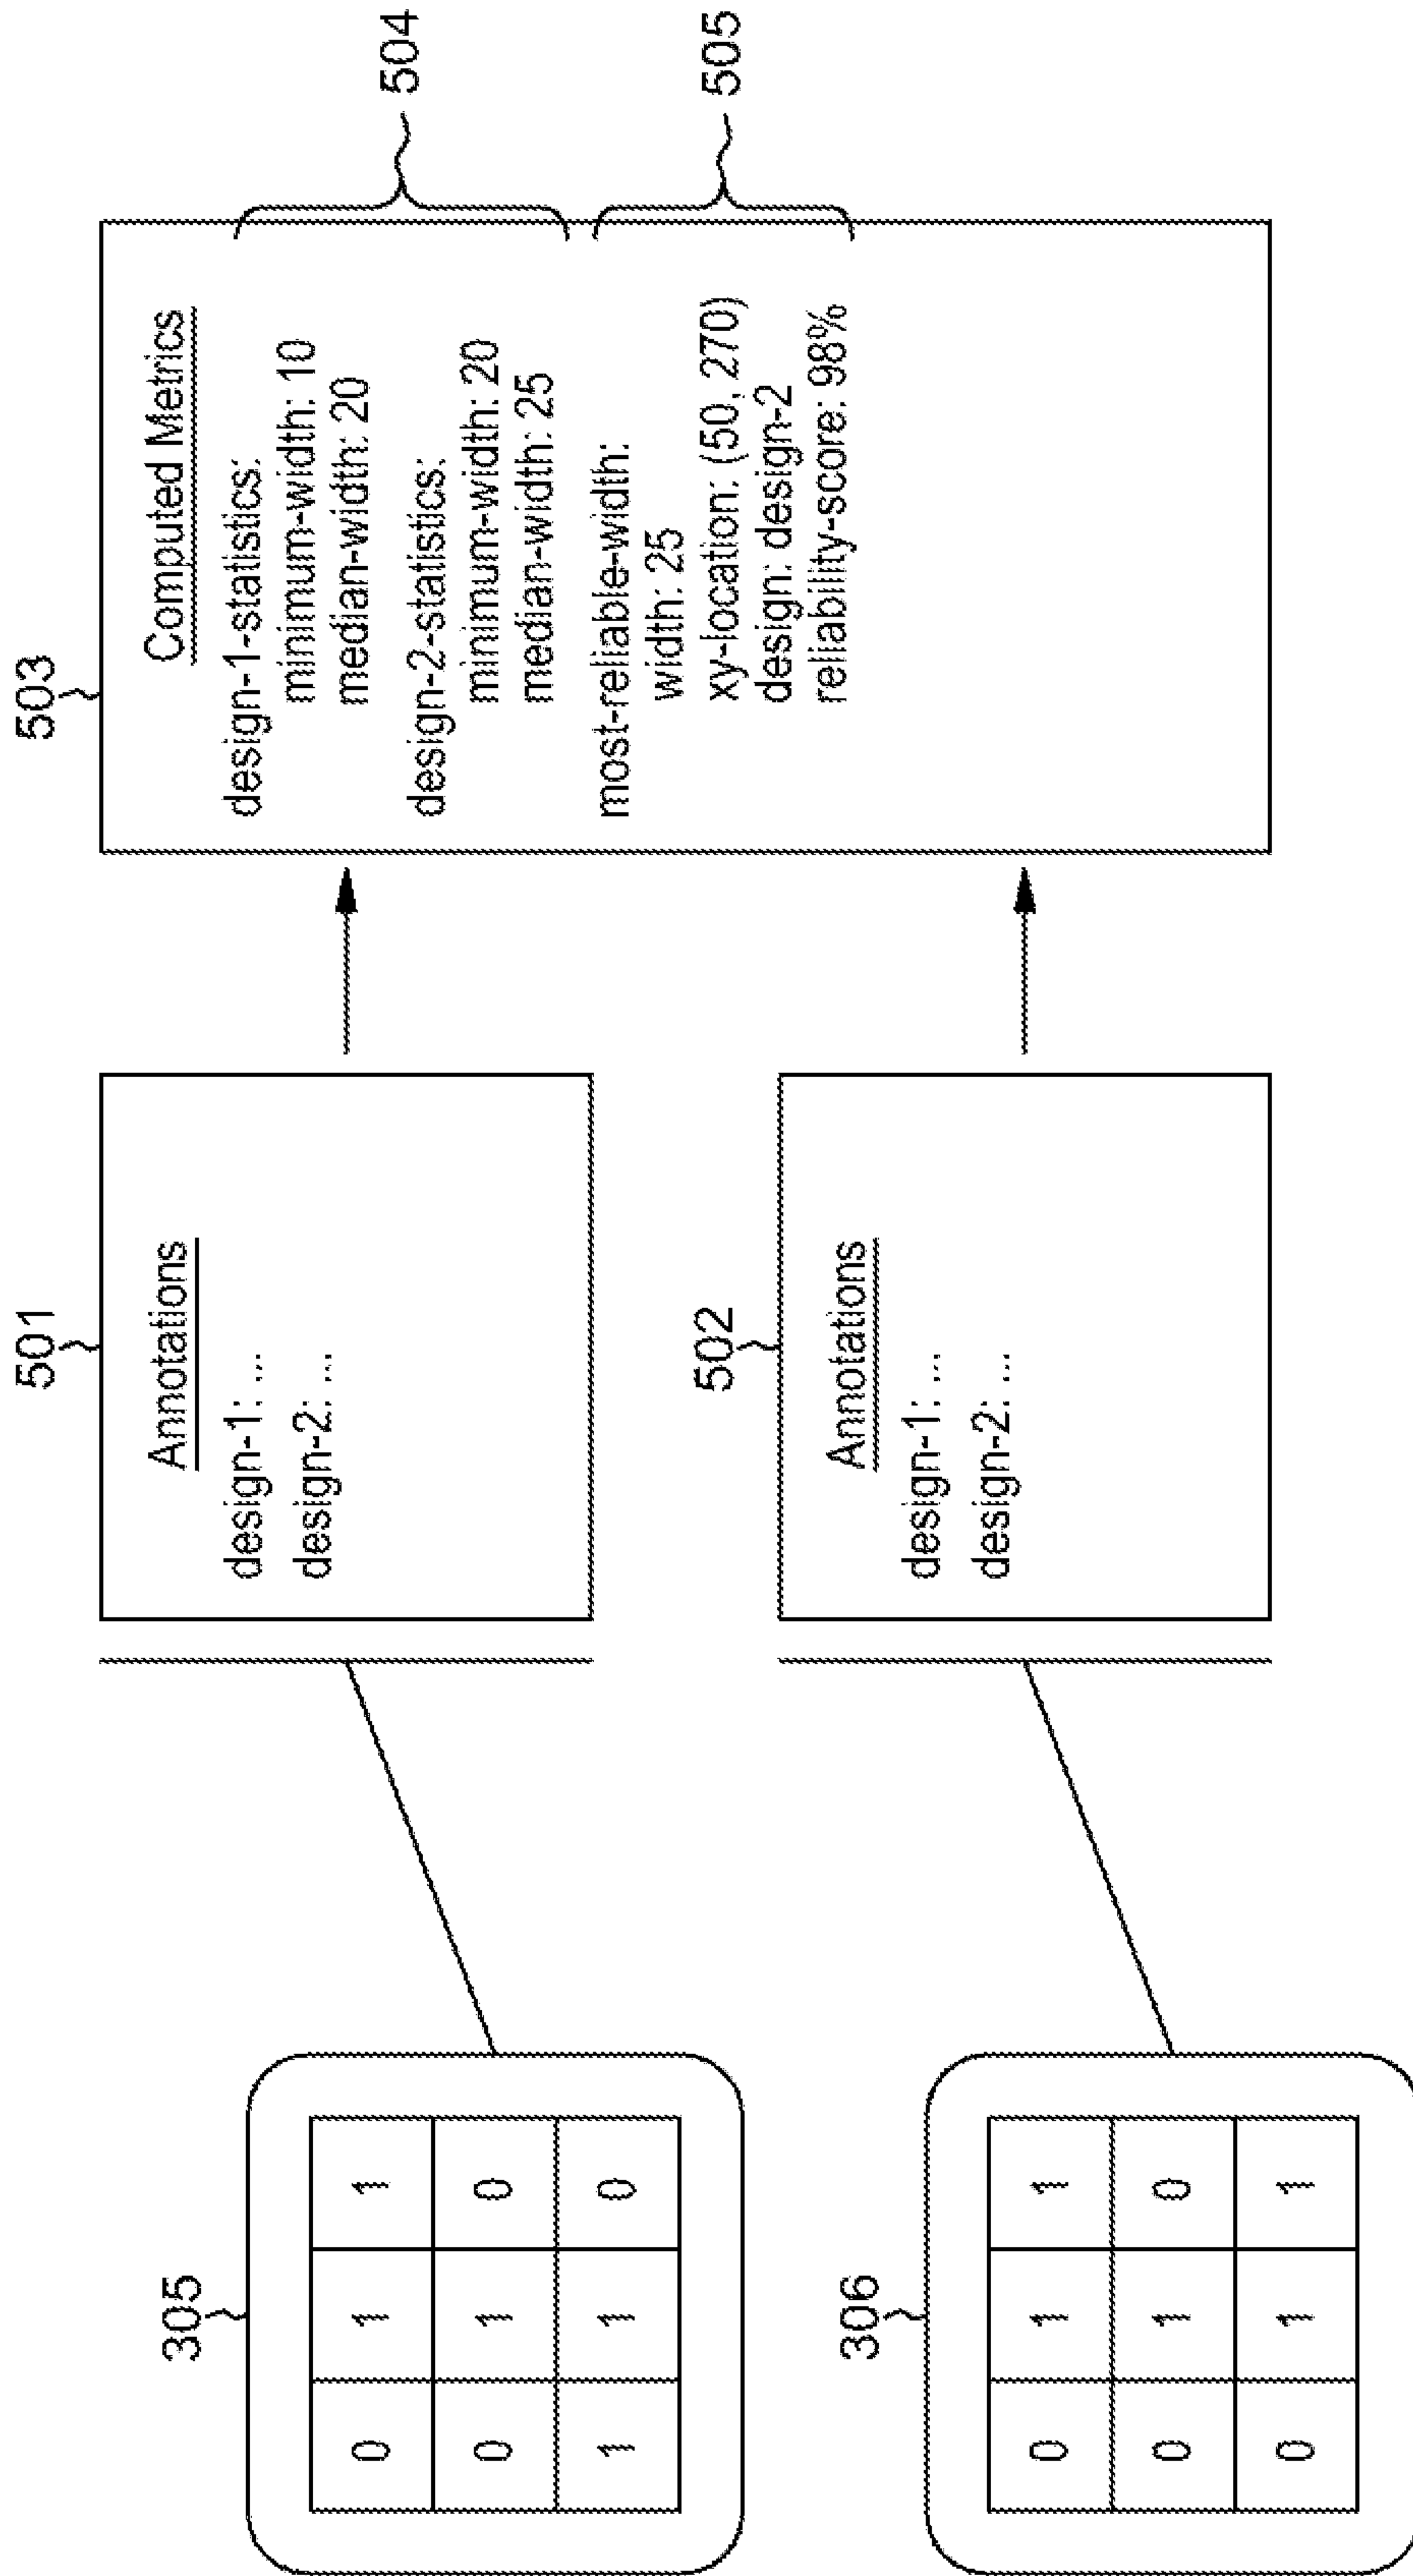 305
0 1 1
0 1 0
1 1 0
306
0 1 1
0 1 0
0 1 1
501
Annotations
design-1: ...
design-2: ...
502
Annotations
design-1: ...
design-2: ...
503
Computed Metrics
design-1-statistics:
minimum-width: 10
median-width: 20
design-2-statistics:
minimum-width: 20
median-width: 25
most-reliable-width:
width: 25
xy-location: (50, 270)
design: design-2
reliability-score: 98%
504
505